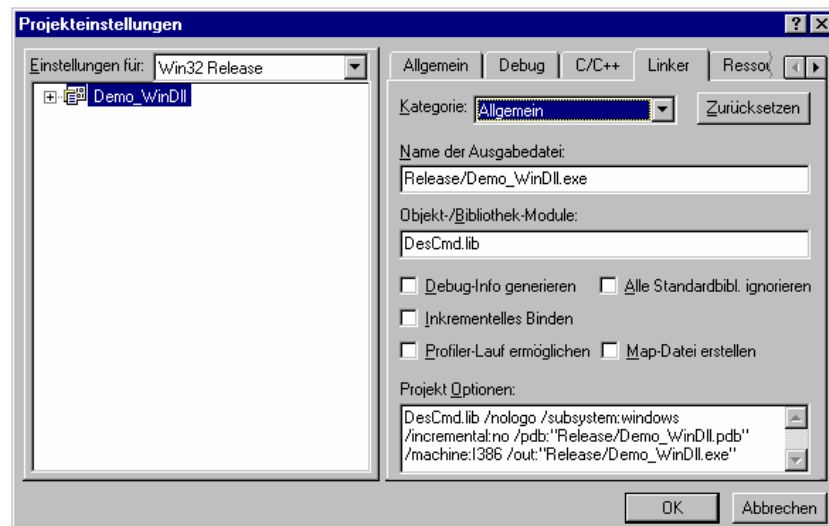 Projekteinstellungen
Einstellungen für: Win32 Release
Demo_WinDll
Allgemein Debug C/C++ Linker Ressou
Kategorie: Allgemein Zurücksetzen
Name der Ausgabedatei:
Release/Demo_WinDll.exe
Objekt-/Bibliothek-Module:
DesCmd.lib
Debug-Info generieren Alle Standardbibl. ignorieren
Inkrementelles Binden
Profiler-Lauf ermöglichen Map-Datei erstellen
Projekt Optionen:
DesCmd.lib /nologo /subsystem:windows
/incremental:no /pdb:"Release/Demo_WinDll.pdb"
/machine:I386 /out:"Release/Demo_WinDll.exe"
OK Abbrechen